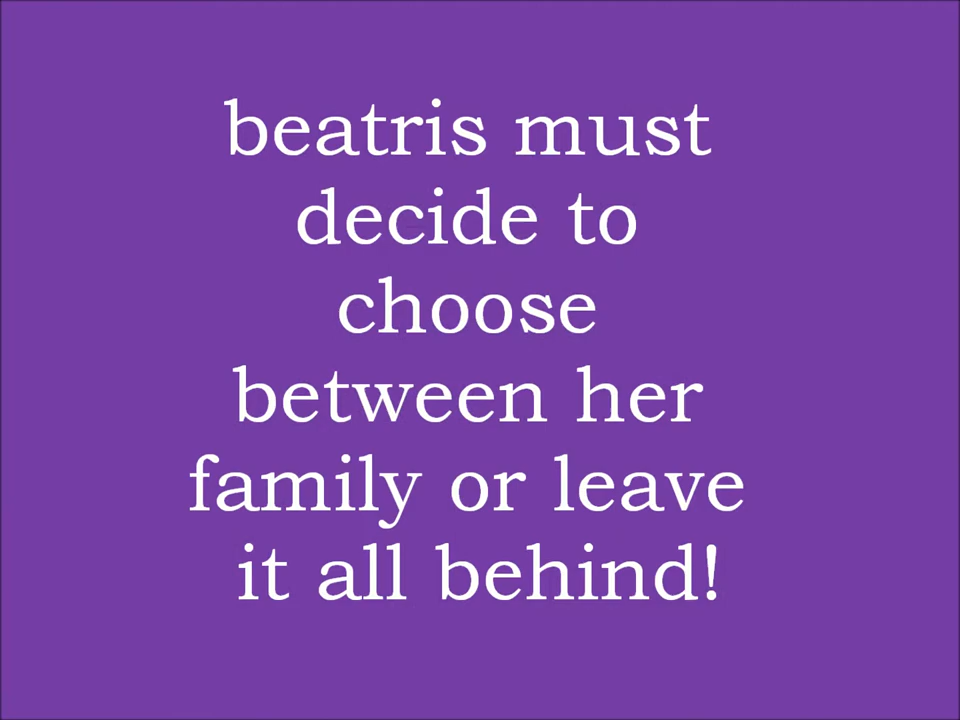 beatris must
decide to
choose
between her
family or leave
it all behind!